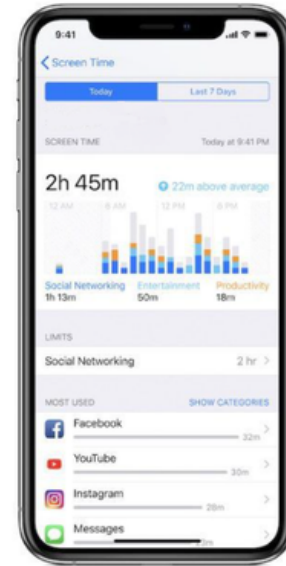 9:41
Screen Time
Today Last 7 Days
SCREEN TIME Today at 9:41 PM
2h 45m 22m above average
12 AM 6 AM 12 PM 6 PM
Social Networking Entertainment Productivity
1h 13m 50m 18m
LIMITS
Social Networking 2 hr
MOST USED SHOW CATEGORIES
Facebook
32m
YouTube
30m
Instagram
28m
Messages